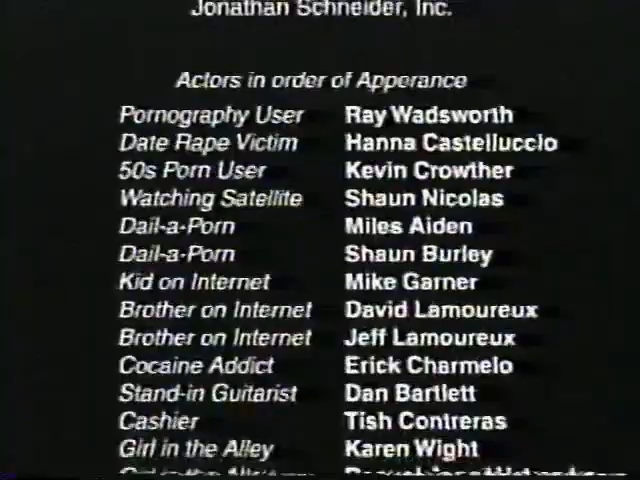 Jonathan Schneider, Inc.
Actors in order of Apperance
Pornography User Ray Wadsworth
Date Rape Victim Hanna Castelluccio
50s Porn User Kevin Crowther
Watching Satellite Shaun Nicolas
Dail-a-Porn Miles Aiden
Dail-a-Porn Shaun Burley
Kid on Internet Mike Garner
Brother on Internet David Lamoureux
Brother on Internet Jeff Lamoureux
Cocaine Addict Erick Charmelo
Stand-in Guitarist Dan Bartlett
Cashier Tish Contreras
Girl in the Alley Karen Wight